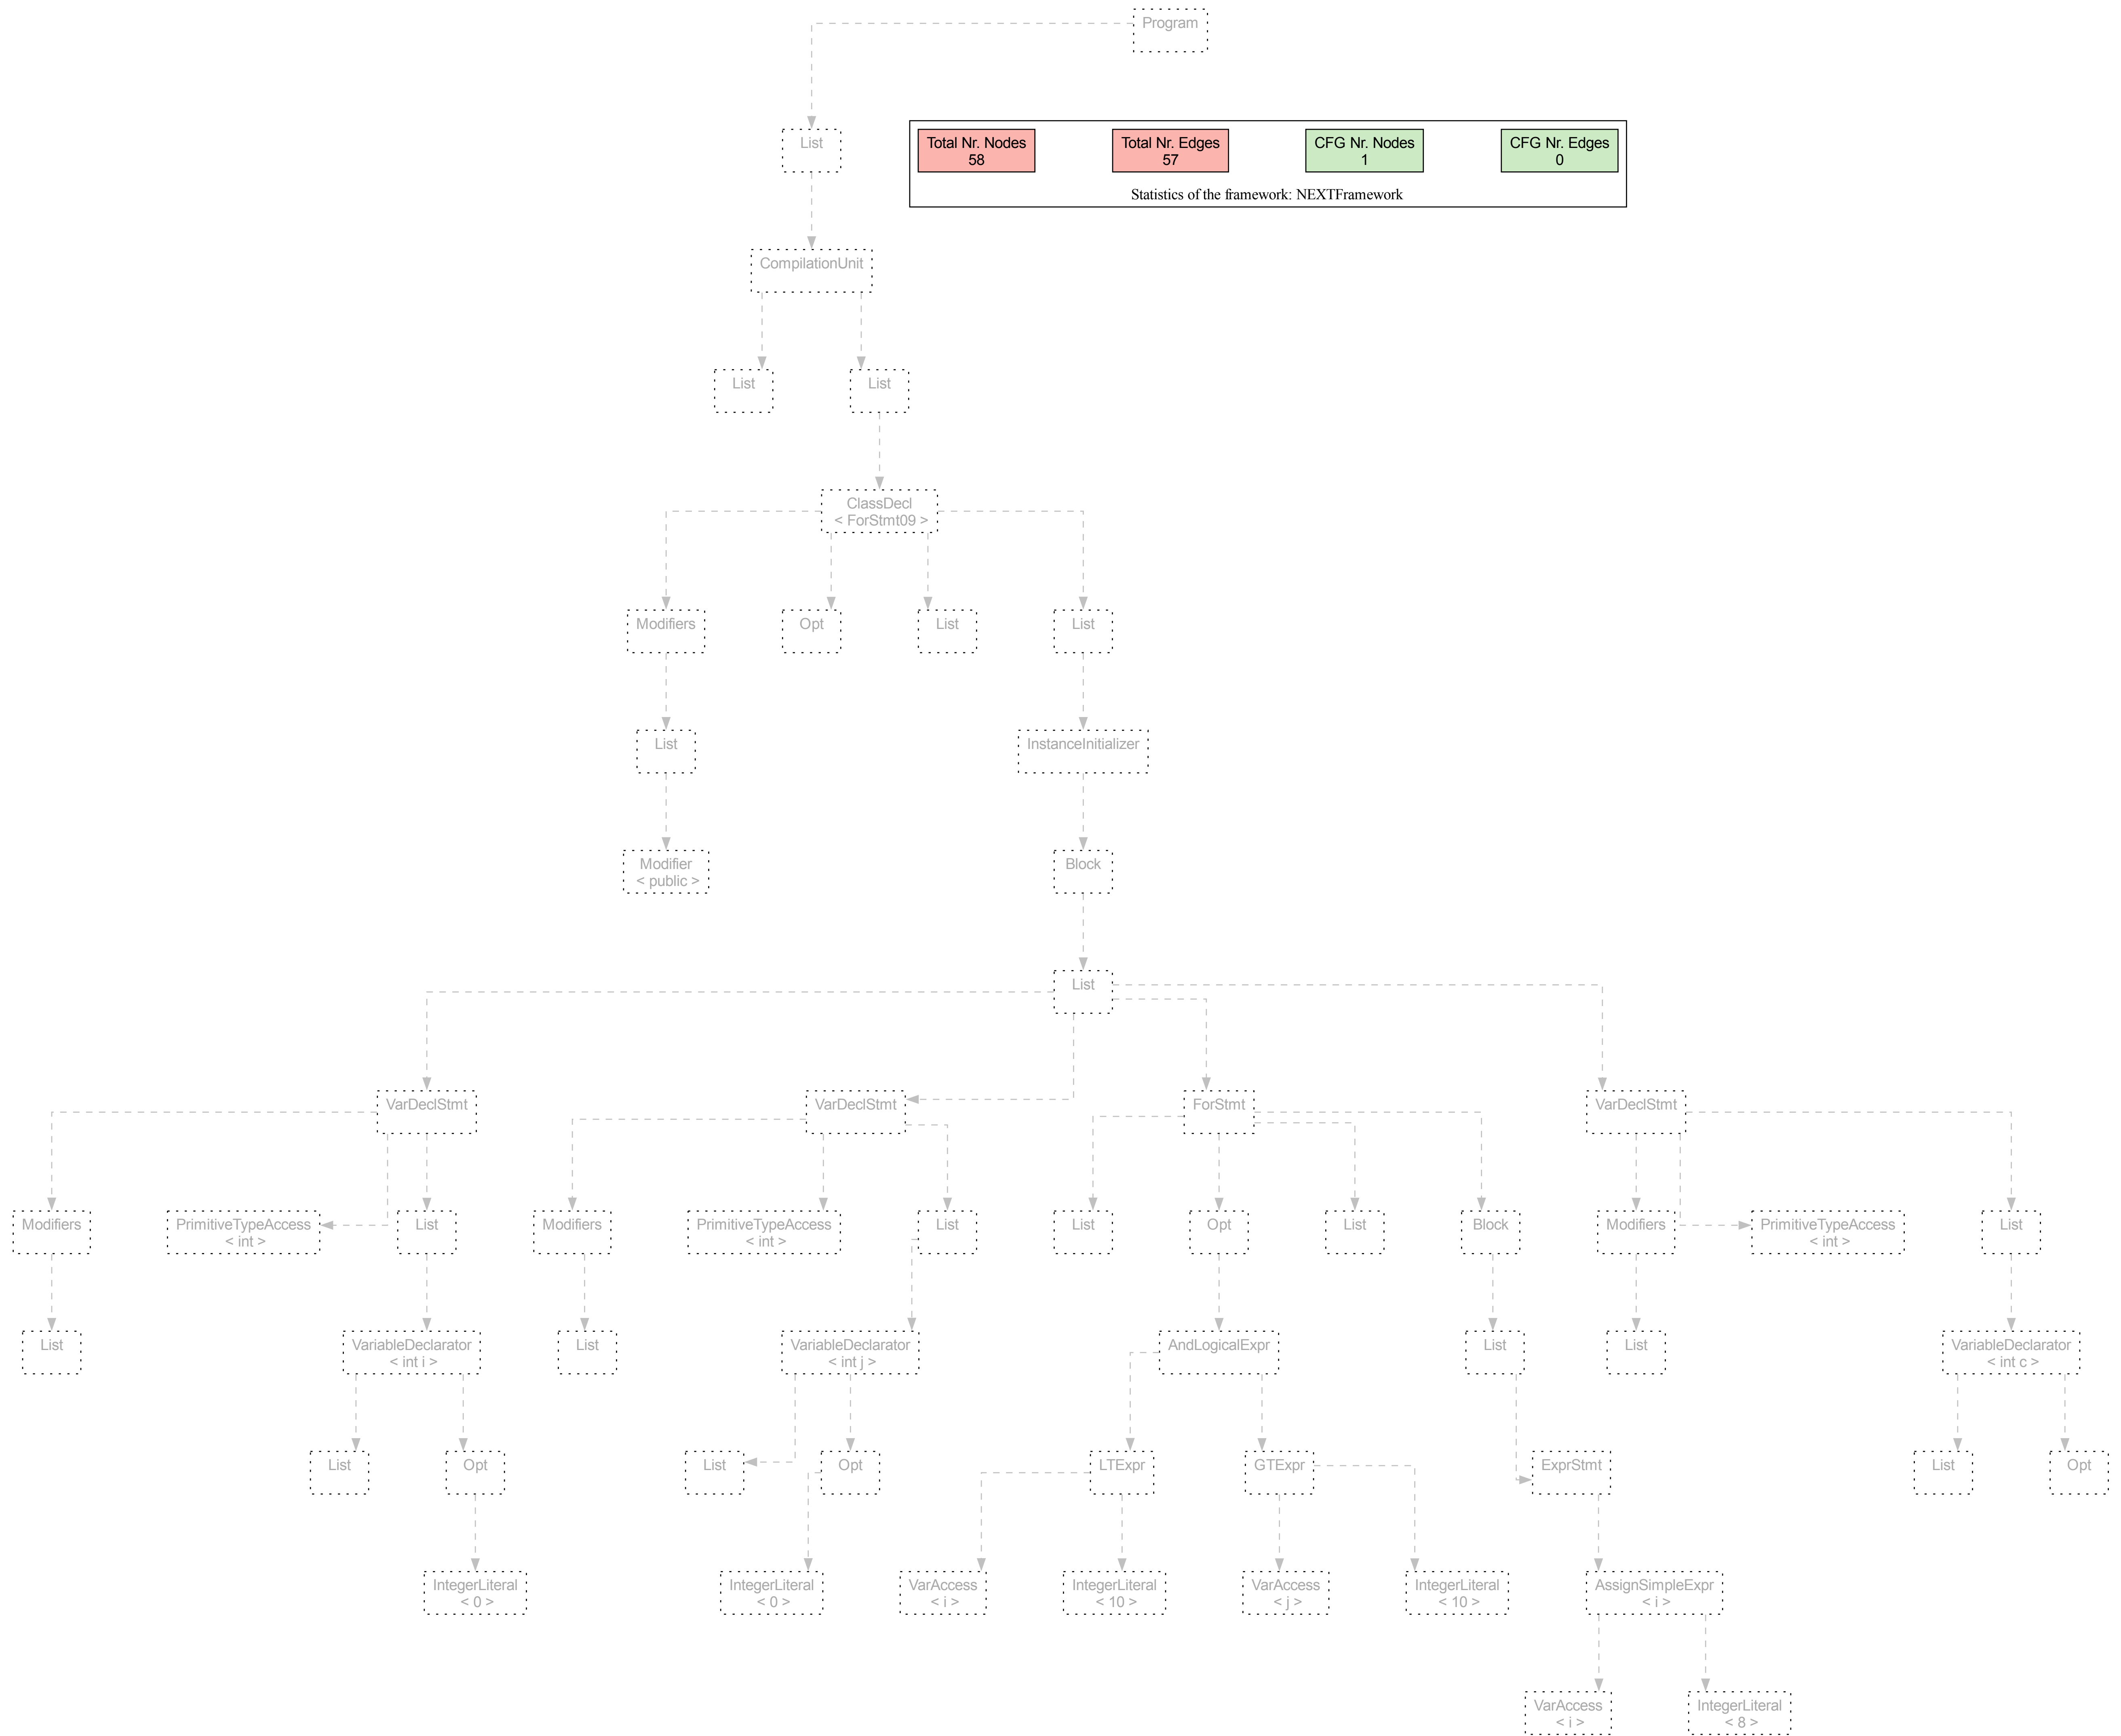 Program
List
Total Nr. Nodes
58
Total Nr. Edges
57
CFG Nr. Nodes
1
CFG Nr. Edges
0
Statistics of the framework: NEXTFramework
CompilationUnit
List
List
ClassDecl
< ForStmt09 >
Modifiers
Opt
List
List
List
InstanceInitializer
Modifier
< public >
Block
List
VarDeclStmt
VarDeclStmt
ForStmt
VarDeclStmt
Modifiers
PrimitiveTypeAccess
< int >
List
Modifiers
PrimitiveTypeAccess
< int >
List
List
Opt
List
Block
Modifiers
PrimitiveTypeAccess
< int >
List
List
VariableDeclarator
< int i >
List
VariableDeclarator
< int j >
AndLogicalExpr
List
List
VariableDeclarator
< int c >
List
Opt
List
Opt
LTExpr
GTExpr
ExprStmt
List
Opt
IntegerLiteral
< 0 >
IntegerLiteral
< 0 >
VarAccess
< i >
IntegerLiteral
< 10 >
VarAccess
< j >
IntegerLiteral
< 10 >
AssignSimpleExpr
< i >
VarAccess
< i >
IntegerLiteral
< 8 >